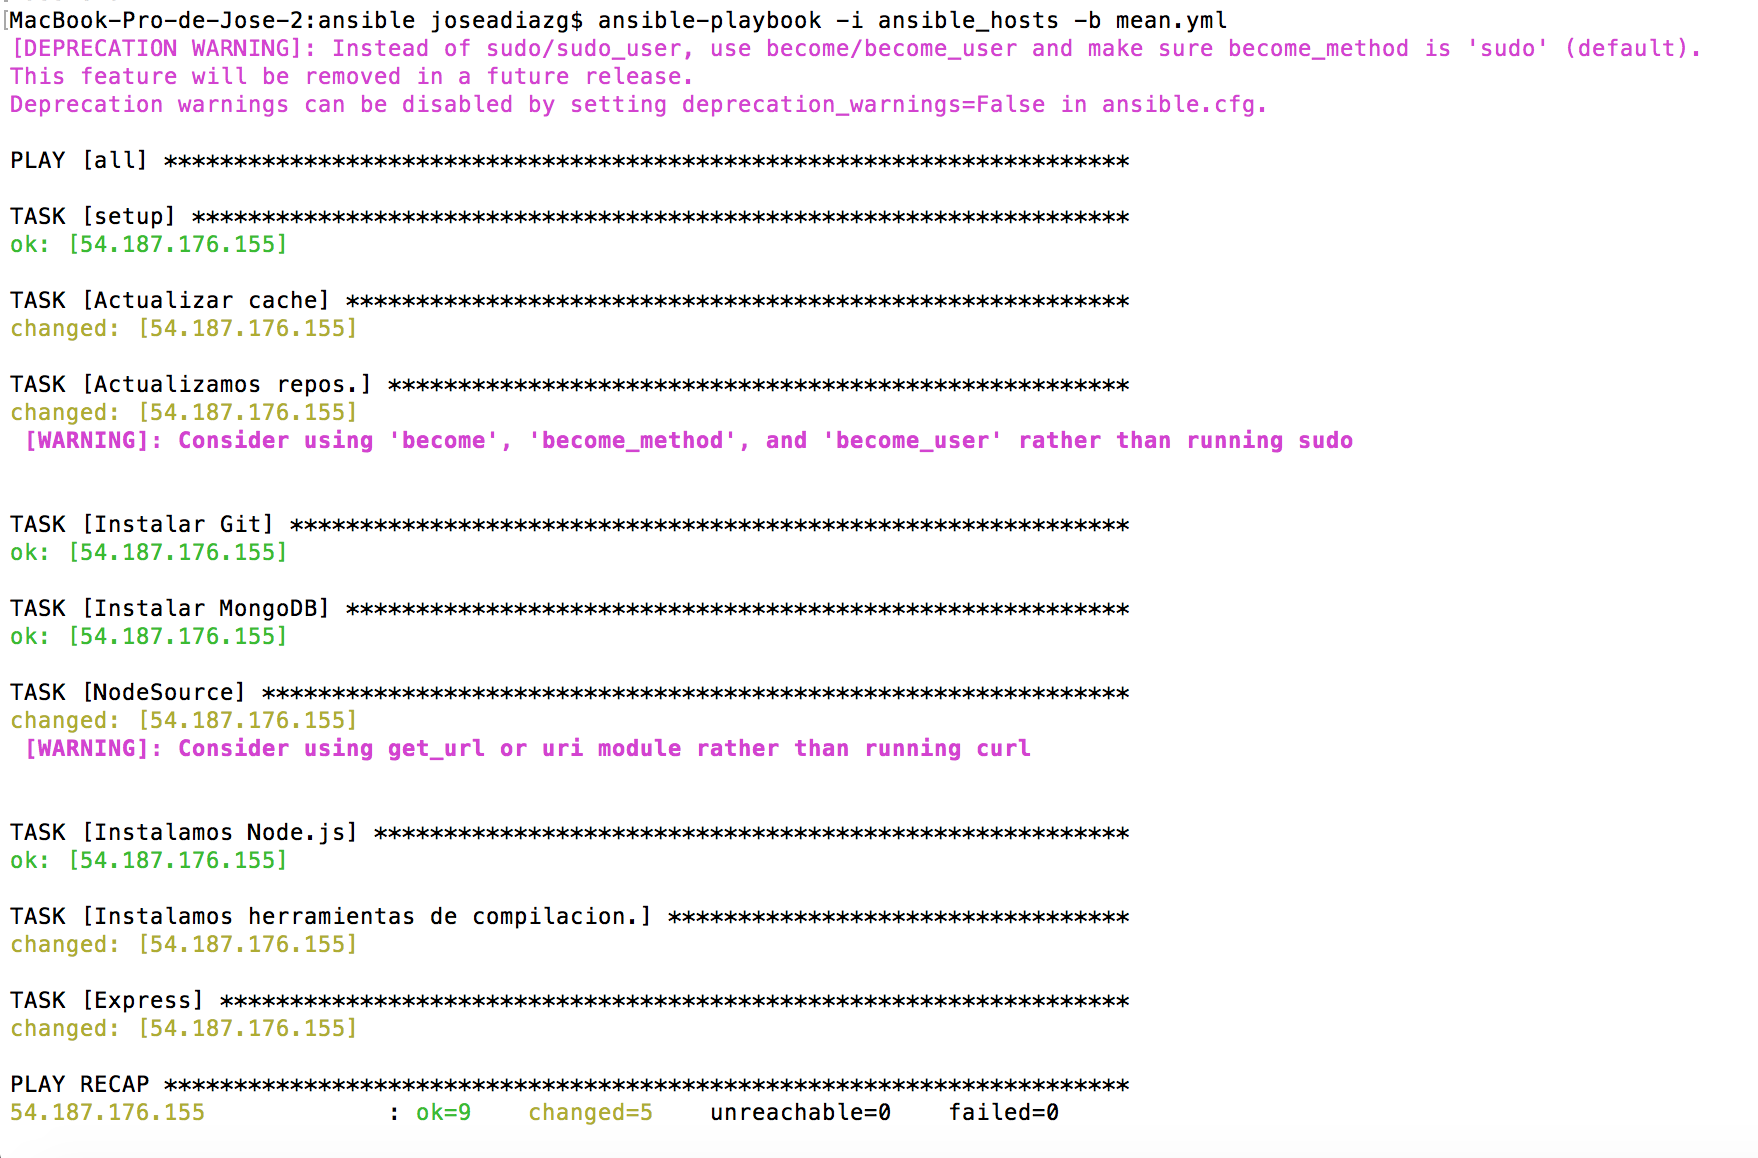 [MacBook-Pro-de-Jose-2:ansible joseadiazg$ ansible-playbook -i ansible_hosts -b mean.yml
[DEPRECATION WARNING]: Instead of sudo/sudo_user, use become/become_user and make sure become_method is 'sudo' (default).
This feature will be removed in a future release.
Deprecation warnings can be disabled by setting deprecation_warnings=False in ansible.cfg.
PLAY [all] *********************************************************************
TASK [setup] *******************************************************************
ok: [54.187.176.155]
TASK [Actualizar cache] ********************************************************
changed: [54.187.176.155]
TASK [Actualizamos repos.] *****************************************************
changed: [54.187.176.155]
[WARNING]: Consider using 'become', 'become_method', and 'become_user' rather than running sudo
TASK [Instalar Git] ************************************************************
ok: [54.187.176.155]
TASK [Instalar MongoDB] ********************************************************
ok: [54.187.176.155]
TASK [NodeSource] **************************************************************
changed: [54.187.176.155]
[WARNING]: Consider using get_url or uri module rather than running curl
TASK [Instalamos Node.js] ******************************************************
ok: [54.187.176.155]
TASK [Instalamos herramientas de compilacion.] *********************************
changed: [54.187.176.155]
TASK [Express] *****************************************************************
changed: [54.187.176.155]
PLAY RECAP *********************************************************************
54.187.176.155 : ok=9 changed=5 unreachable=0 failed=0